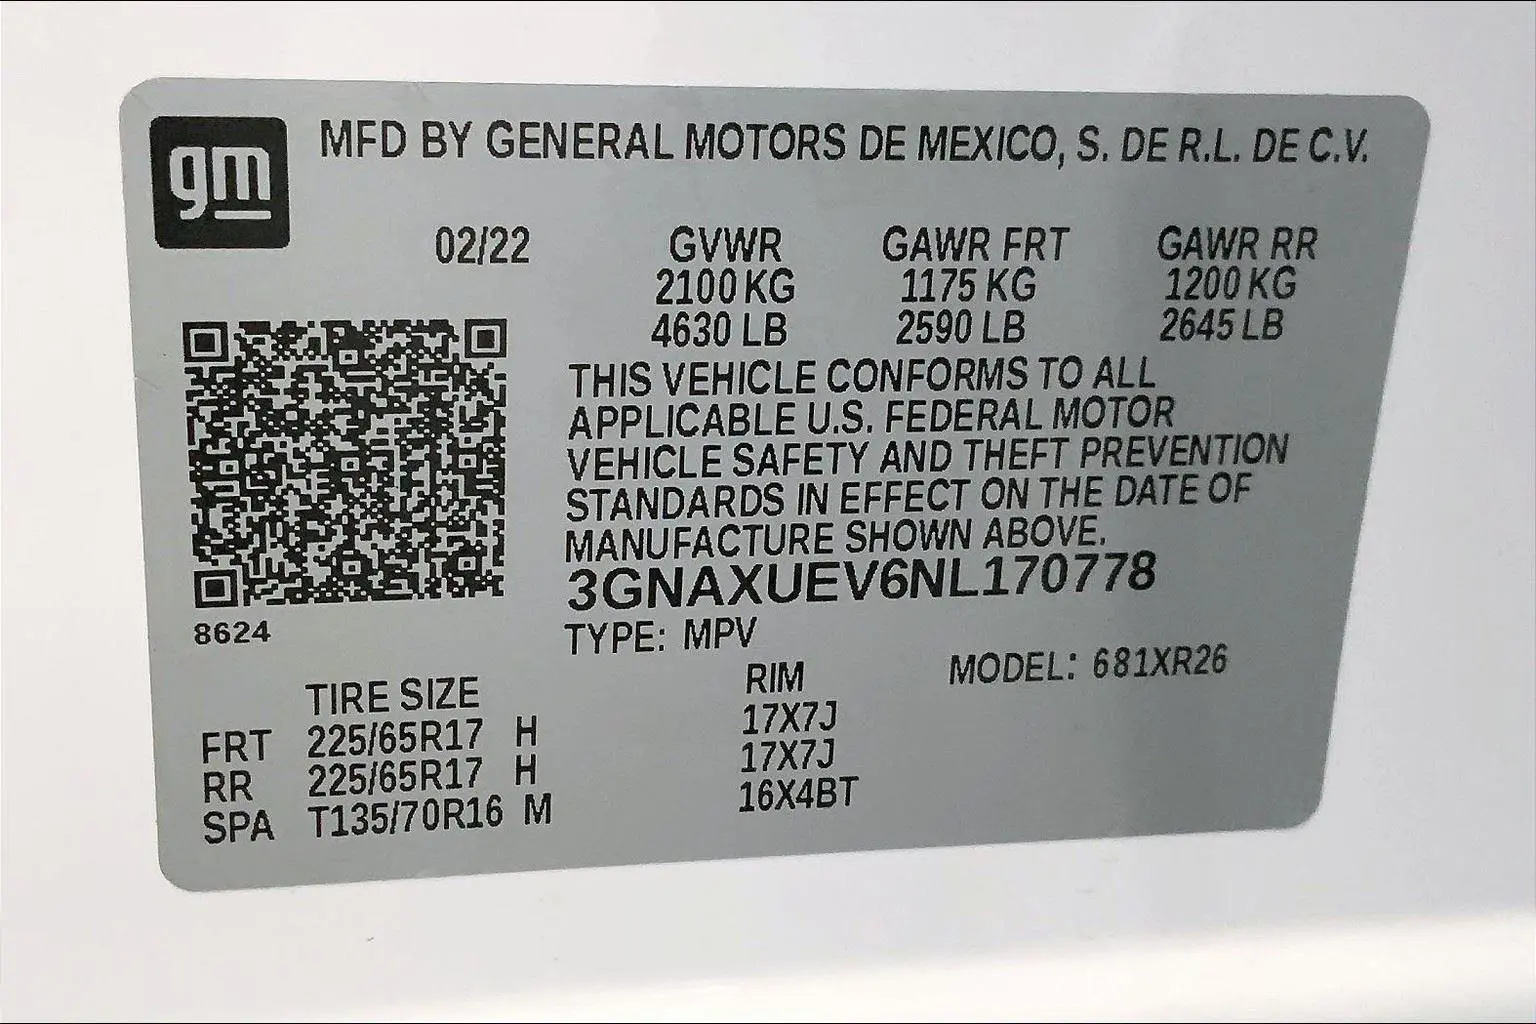 gm
MFD BY GENERAL MOTORS DE MEXICO, S. DE R.L. DE C.V.
02/22 GVWR GAWR FRT GAWR RR
2100 KG 1175 KG 1200 KG
4630 LB 2590 LB 2645 LB
THIS VEHICLE CONFORMS TO ALL
APPLICABLE U.S. FEDERAL MOTOR
VEHICLE SAFETY AND THEFT PREVENTION
STANDARDS IN EFFECT ON THE DATE OF
MANUFACTURE SHOWN ABOVE.
3GNAXUEV6NL170778
8624
TYPE: MPV
MODEL: 681XR26
TIRE SIZE RIM
FRT 225/65R17 H 17X7J
RR 225/65R17 H 17X7J
SPA T135/70R16 M 16X4BT